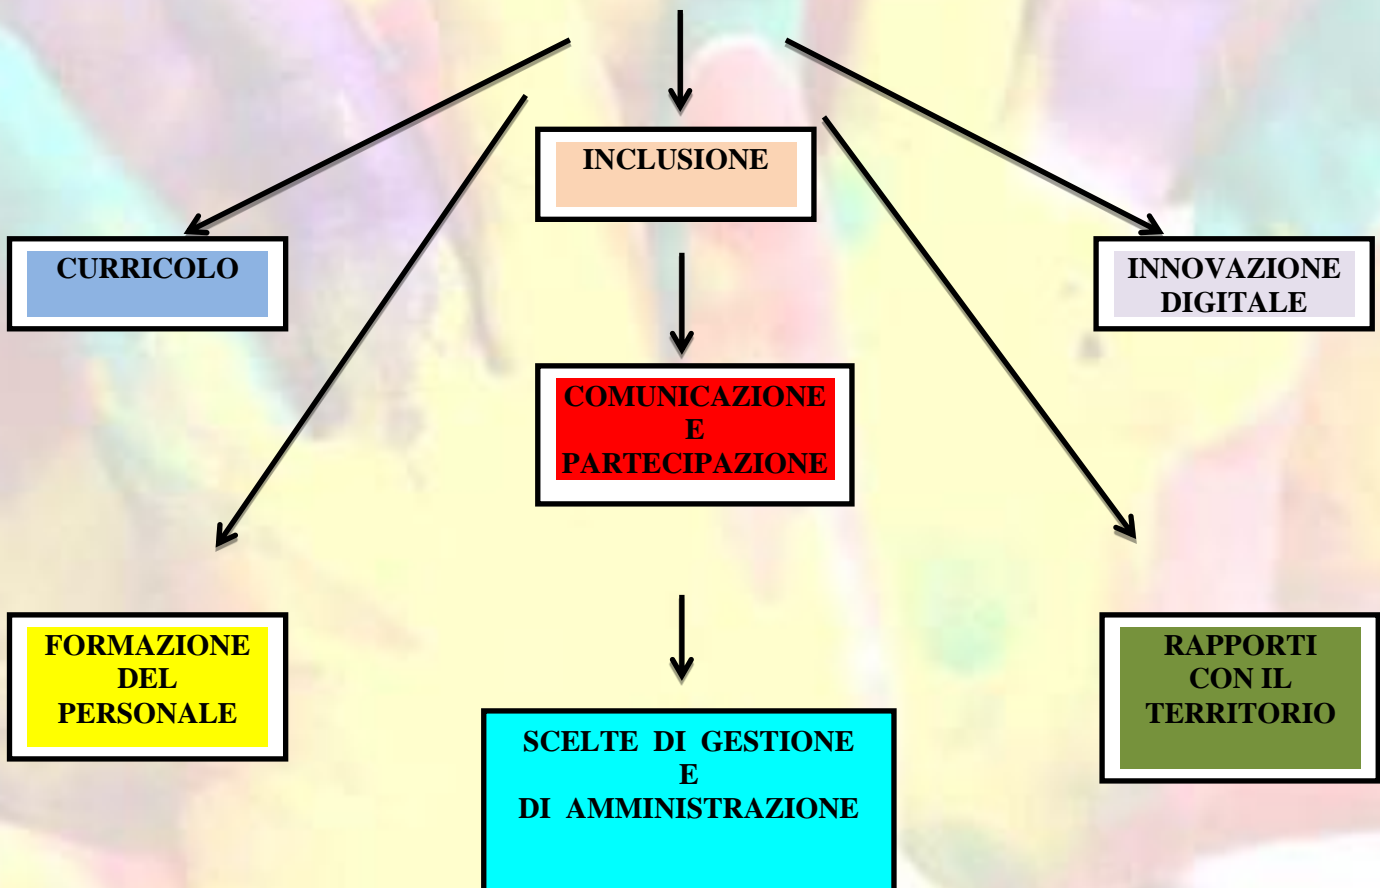 INCLUSIONE
CURRICOLO
INNOVAZIONE
DIGITALE
COMUNICAZIONE
E
PARTECIPAZIONE
FORMAZIONE
DEL
PERSONALE
RAPPORTI
CON IL
TERRITORIO
SCELTE DI GESTIONE
E
DI AMMINISTRAZIONE